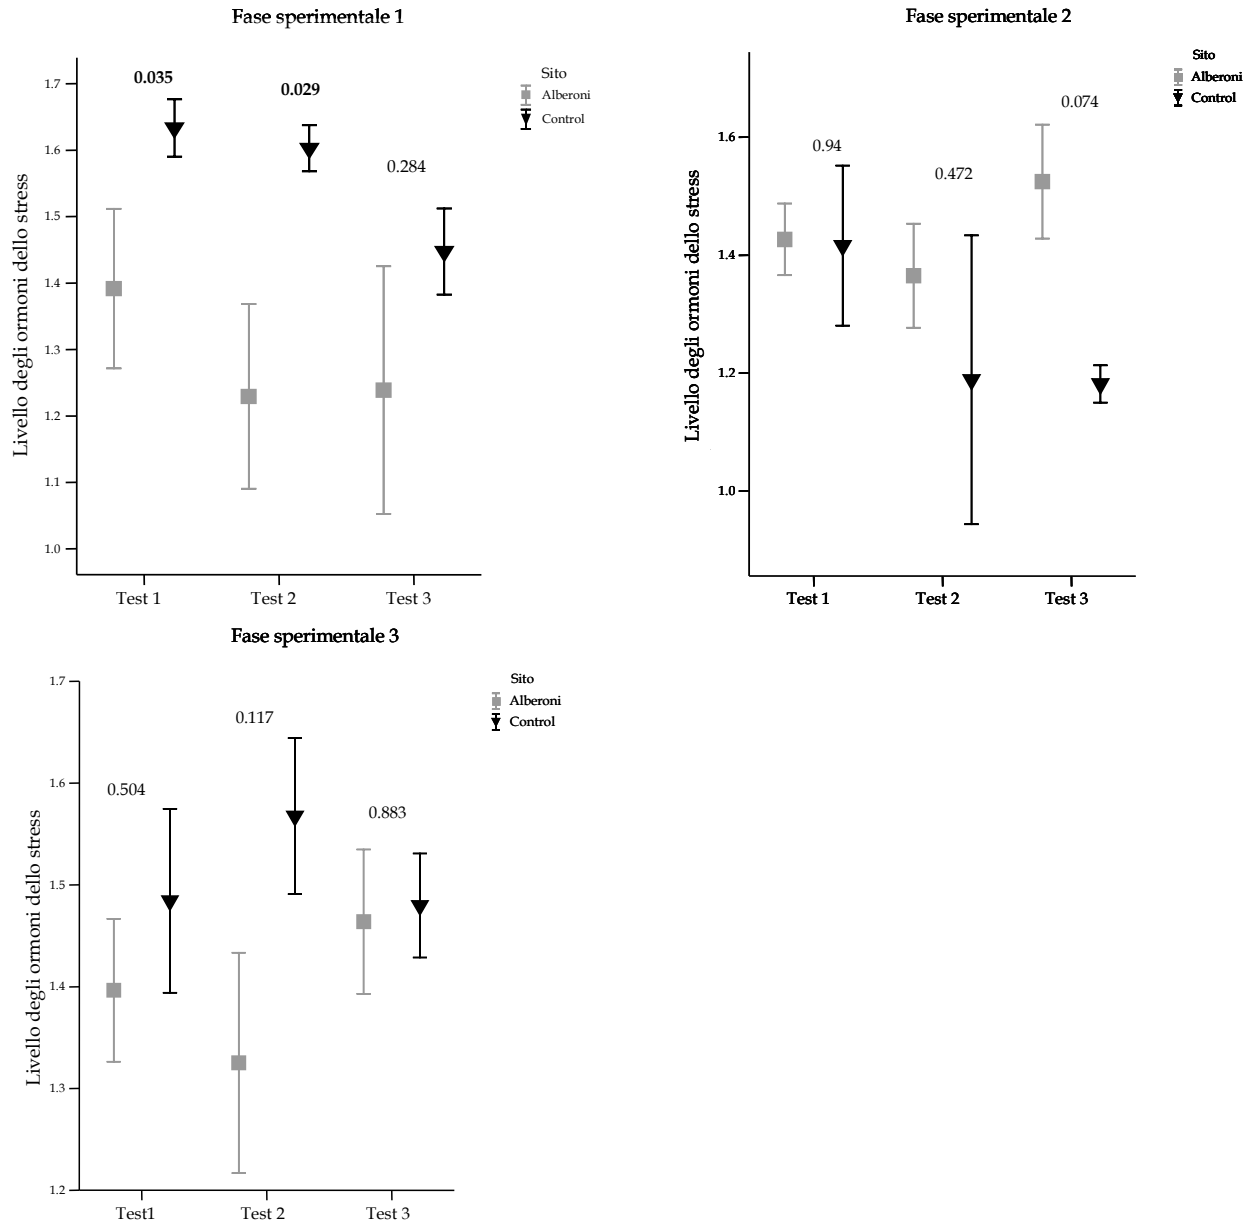 Fase sperimentale 1
Livello degli ormoni dello stress
1.7
1.6
1.5
1.4
1.3
1.2
1.1
1.0
0.035
0.029
0.284
Sito
Alberoni
Control
Test 1
Test 2
Test 3
Fase sperimentale 2
Livello degli ormoni dello stress
1.6
1.4
1.2
1.0
0.94
0.472
0.074
Sito
Alberoni
Control
Test 1
Test 2
Test 3
Fase sperimentale 3
Livello degli ormoni dello stress
1.7
1.6
1.5
1.4
1.3
1.2
0.504
0.117
0.883
Sito
Alberoni
Control
Test1
Test 2
Test 3